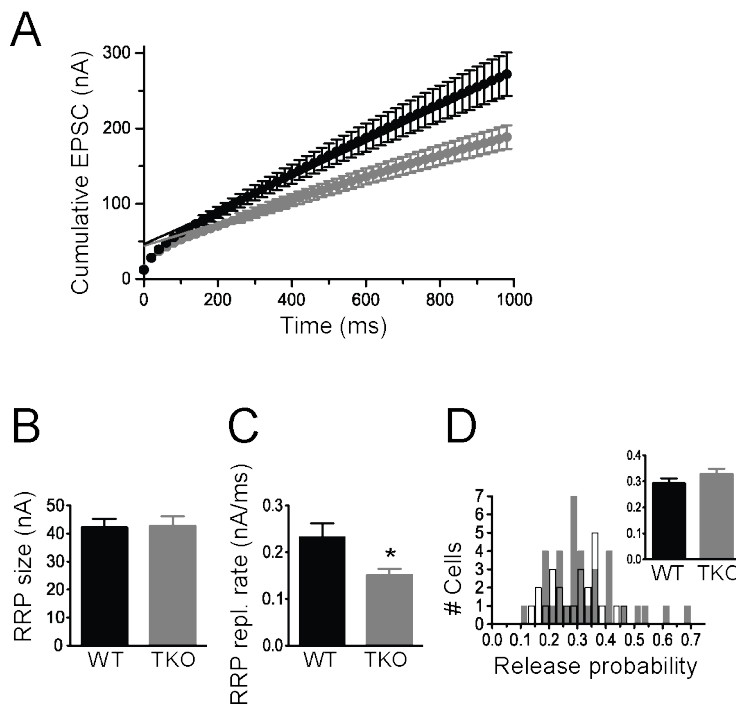 A
Cumulative EPSC (nA)
300
200
100
0
0 200 400 600 800 1000
Time (ms)
B
RRP size (nA)
50
40
30
20
10
0
WT TKO
C
RRP repl. rate (nA/ms)
0.3
0.2
0.1
0.0
*
WT TKO
D
# Cells
7
6
5
4
3
2
1
0
0.0 0.1 0.2 0.3 0.4 0.5 0.6 0.7
Release probability
0.4
0.3
0.2
0.1
0.0
WT TKO